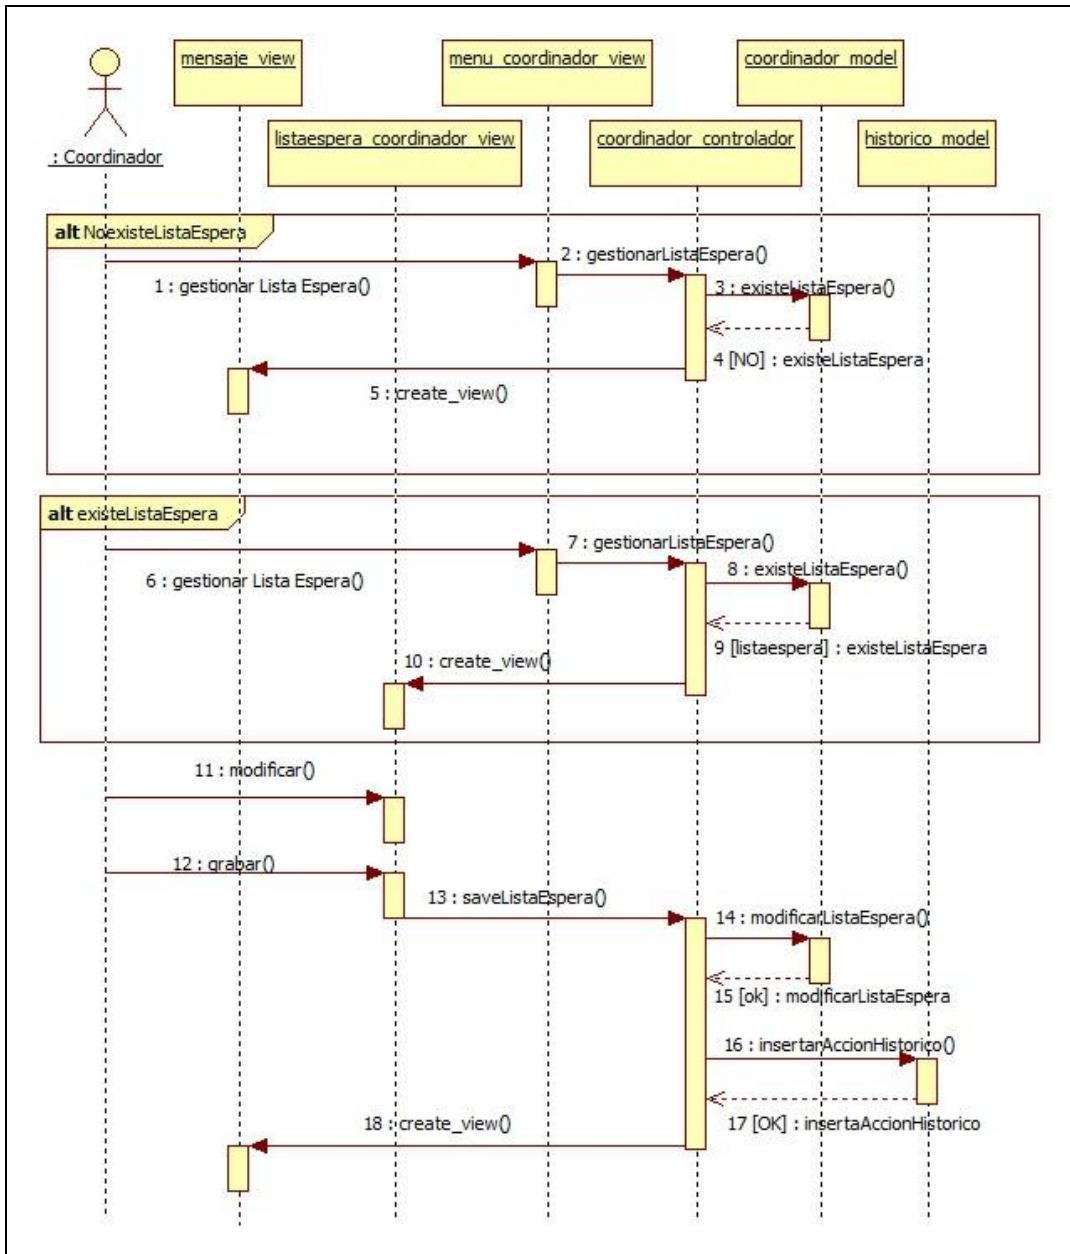 mensaje_view
menu_coordinador_view
coordinador_model
listaespera_coordinador_view
coordinador_controlador
historico_model
: Coordinador
alt NoexisteListaEspera
2 : gestionarListaEspera()
1 : gestionar Lista Espera()
3 : existeListaEspera()
4 [NO] : existeListaEspera
5 : create_view()
alt existeListaEspera
7 : gestionarListaEspera()
6 : gestionar Lista Espera()
8 : existeListaEspera()
9 [listaespera] : existeListaEspera
10 : create_view()
11 : modificar()
12 : grabar()
13 : saveListaEspera()
14 : modificarListaEspera()
15 [ok] : modificarListaEspera
16 : insertarAccionHistorico()
17 [OK] : insertaAccionHistorico
18 : create_view()